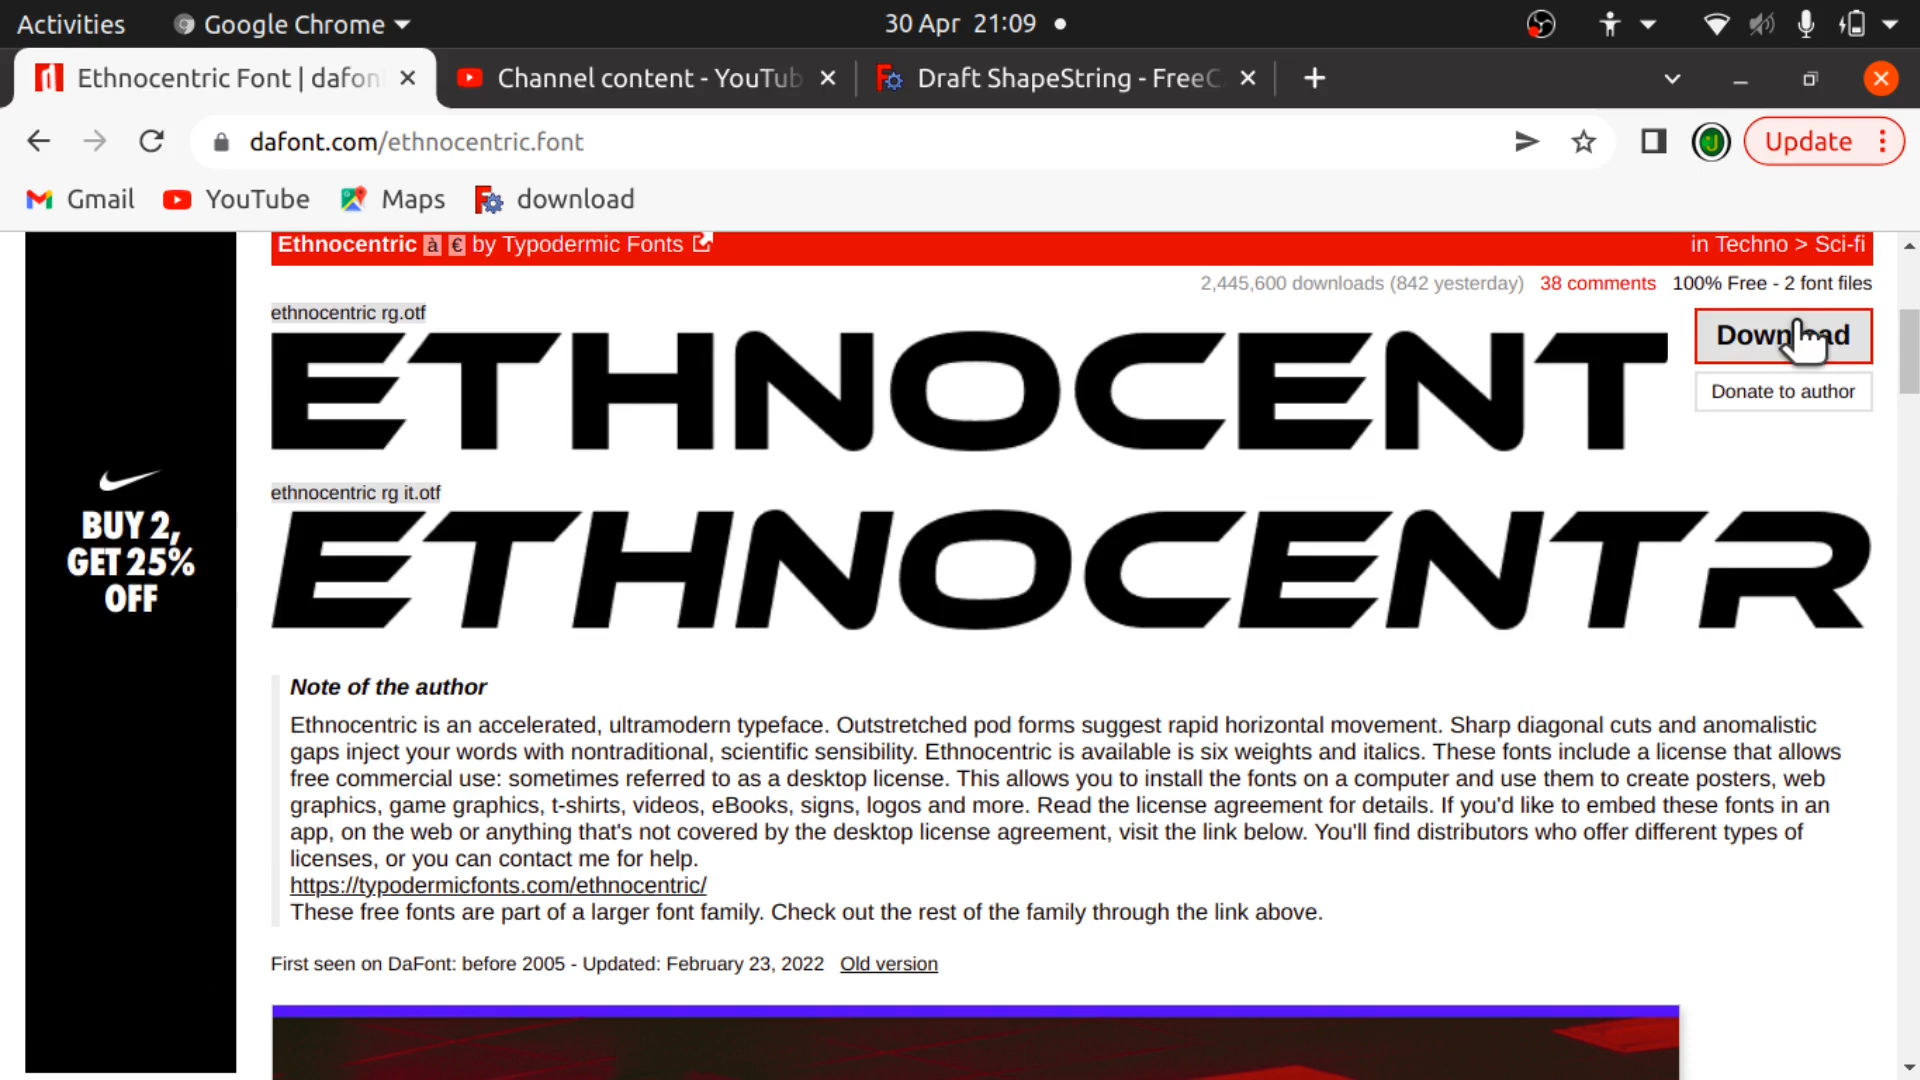 Activities Google Chrome 30 Apr 21:09
Ethnocentric Font | dafon Channel content - YouTub Draft ShapeString - FreeC
dafont.com/ethnocentric.font Update
Gmail YouTube Maps download
Ethnocentric à € by Typodermic Fonts in Techno > Sci-fi
2,445,600 downloads (842 yesterday) 38 comments 100% Free - 2 font files
ethnocentric rg.otf
ETHNOCENT
Download
Donate to author
ethnocentric rg it.otf
ETHNOCENTR
BUY 2,
GET 25%
OFF
Note of the author
Ethnocentric is an accelerated, ultramodern typeface. Outstretched pod forms suggest rapid horizontal movement. Sharp diagonal cuts and anomalistic
gaps inject your words with nontraditional, scientific sensibility. Ethnocentric is available is six weights and italics. These fonts include a license that allows
free commercial use: sometimes referred to as a desktop license. This allows you to install the fonts on a computer and use them to create posters, web
graphics, game graphics, t-shirts, videos, eBooks, signs, logos and more. Read the license agreement for details. If you'd like to embed these fonts in an
app, on the web or anything that's not covered by the desktop license agreement, visit the link below. You'll find distributors who offer different types of
licenses, or you can contact me for help.
https://typodermicfonts.com/ethnocentric/
These free fonts are part of a larger font family. Check out the rest of the family through the link above.
First seen on DaFont: before 2005 - Updated: February 23, 2022 Old version